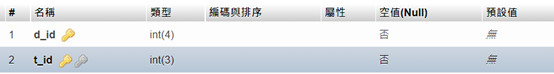 # 名稱 類型 編碼與排序 屬性 空值(Null) 預設值
1 d_id int(4) 否 無
2 t_id int(3) 否 無